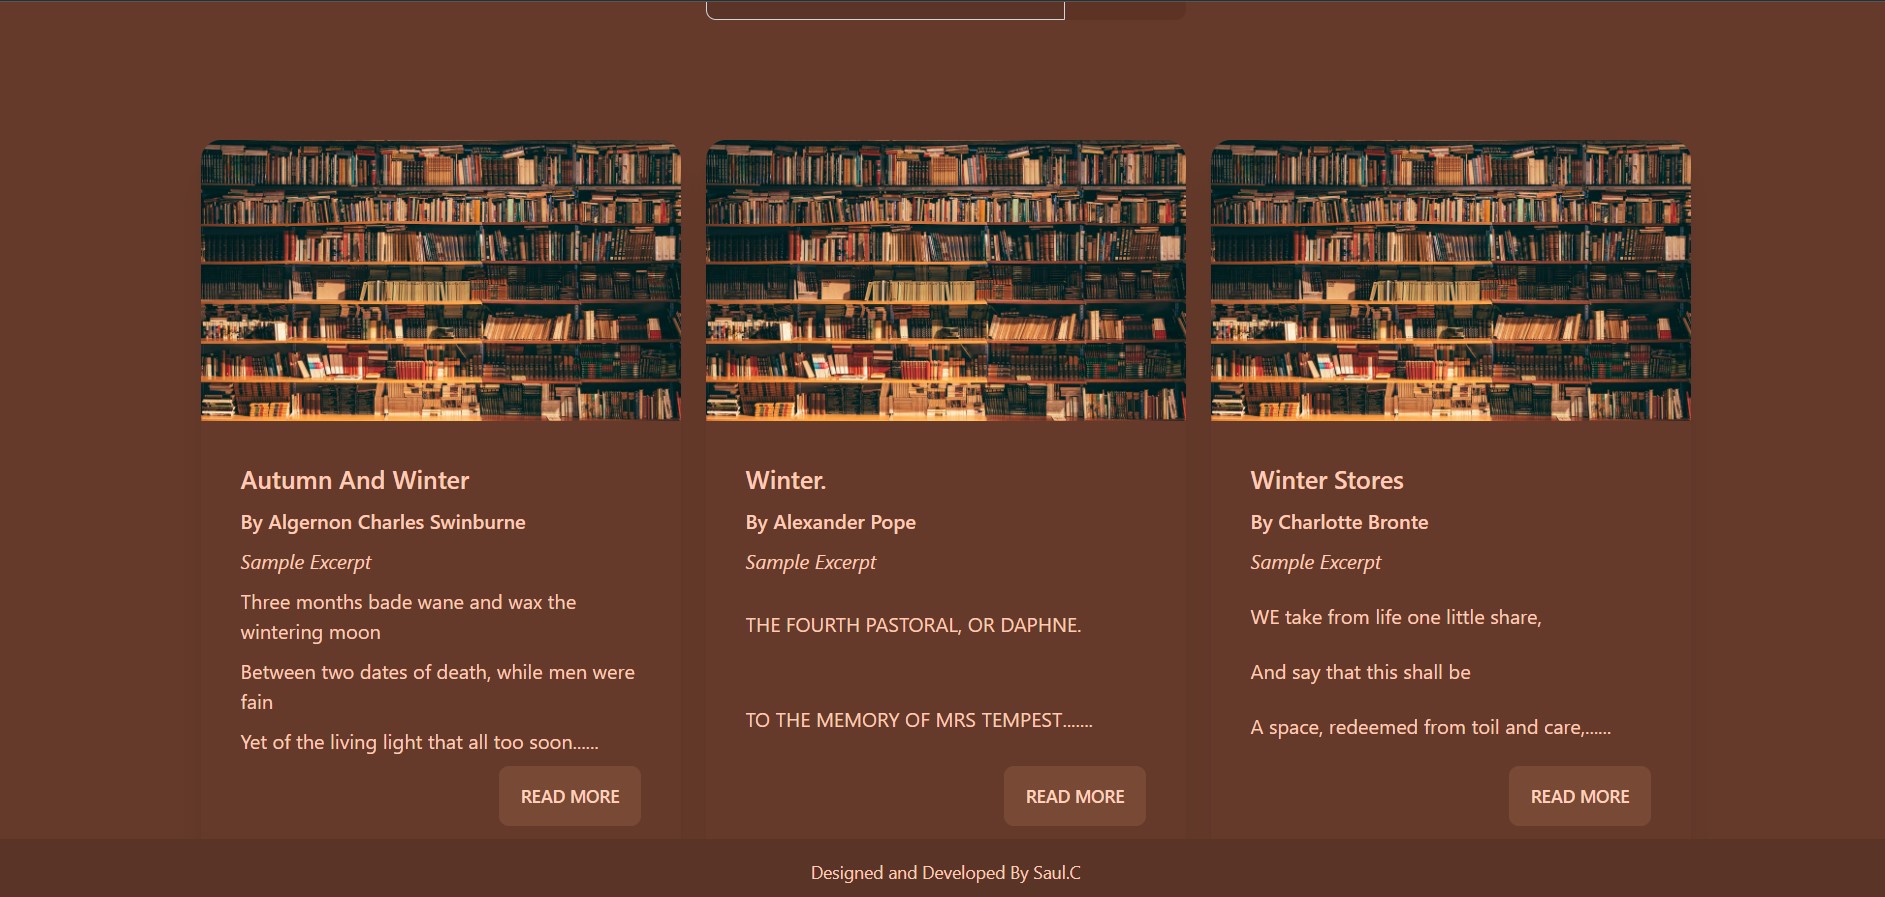 Autumn And Winter
By Algernon Charles Swinburne
Sample Excerpt
Three months bade wane and wax the
wintering moon
Between two dates of death, while men were
fain
Yet of the living light that all too soon......
READ MORE
Winter.
By Alexander Pope
Sample Excerpt
THE FOURTH PASTORAL, OR DAPHNE.
TO THE MEMORY OF MRS TEMPEST.......
READ MORE
Winter Stores
By Charlotte Bronte
Sample Excerpt
WE take from life one little share,
And say that this shall be
A space, redeemed from toil and care,......
READ MORE
Designed and Developed By Saul.C